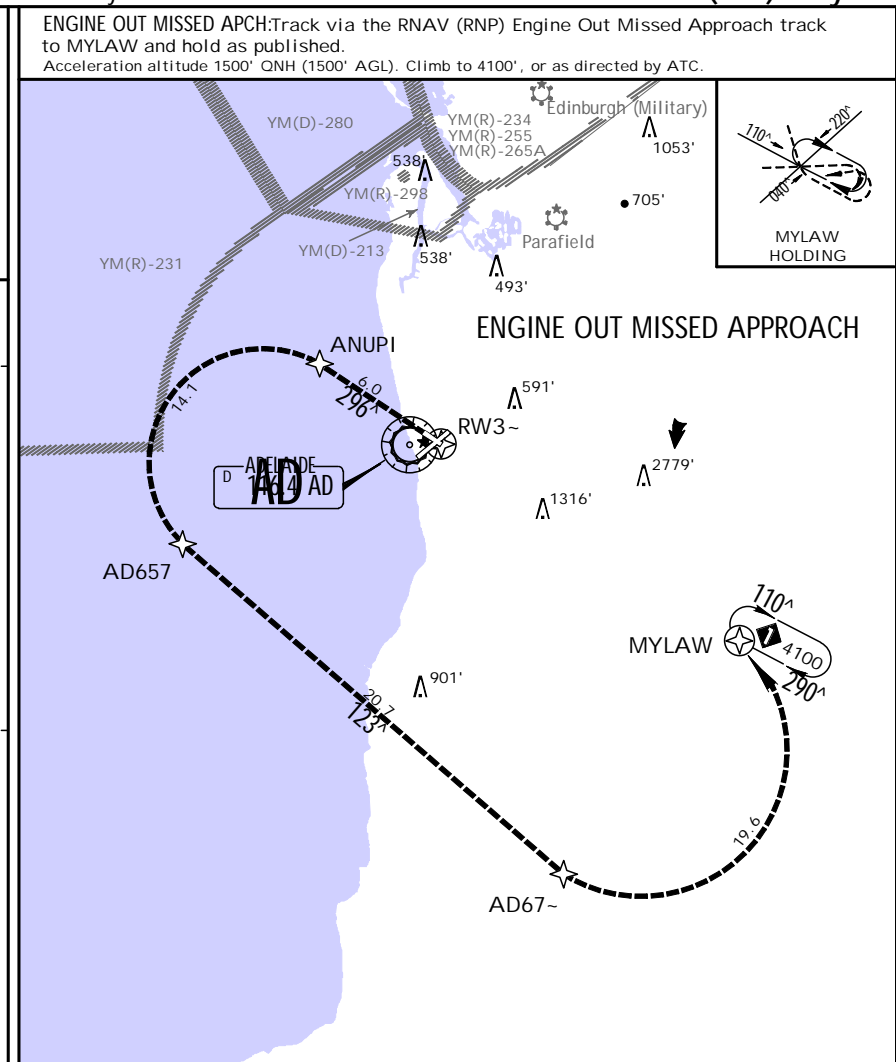 ENGINE OUT MISSED APCH:Track via the RNAV (RNP) Engine Out Missed Approach track
to MYLAW and hold as published.
Acceleration altitude 1500' QNH (1500' AGL). Climb to 4100', or as directed by ATC.
YM(D)-280
YM(R)-234
YM(R)-255
YM(R)-265A
Edinburgh (Military)
1053'
538'
YM(R)-298
705'
YM(D)-213
538'
Parafield
YM(R)-231
493'
110^
220^
040^
MYLAW
HOLDING
ENGINE OUT MISSED APPROACH
ANUPI
6.0
296^
14.1
591'
RW3~
ADELAIDE
D AD AD
2779'
1316'
AD657
MYLAW
110^
4100
290^
901'
20.7
123^
19.6
AD67~